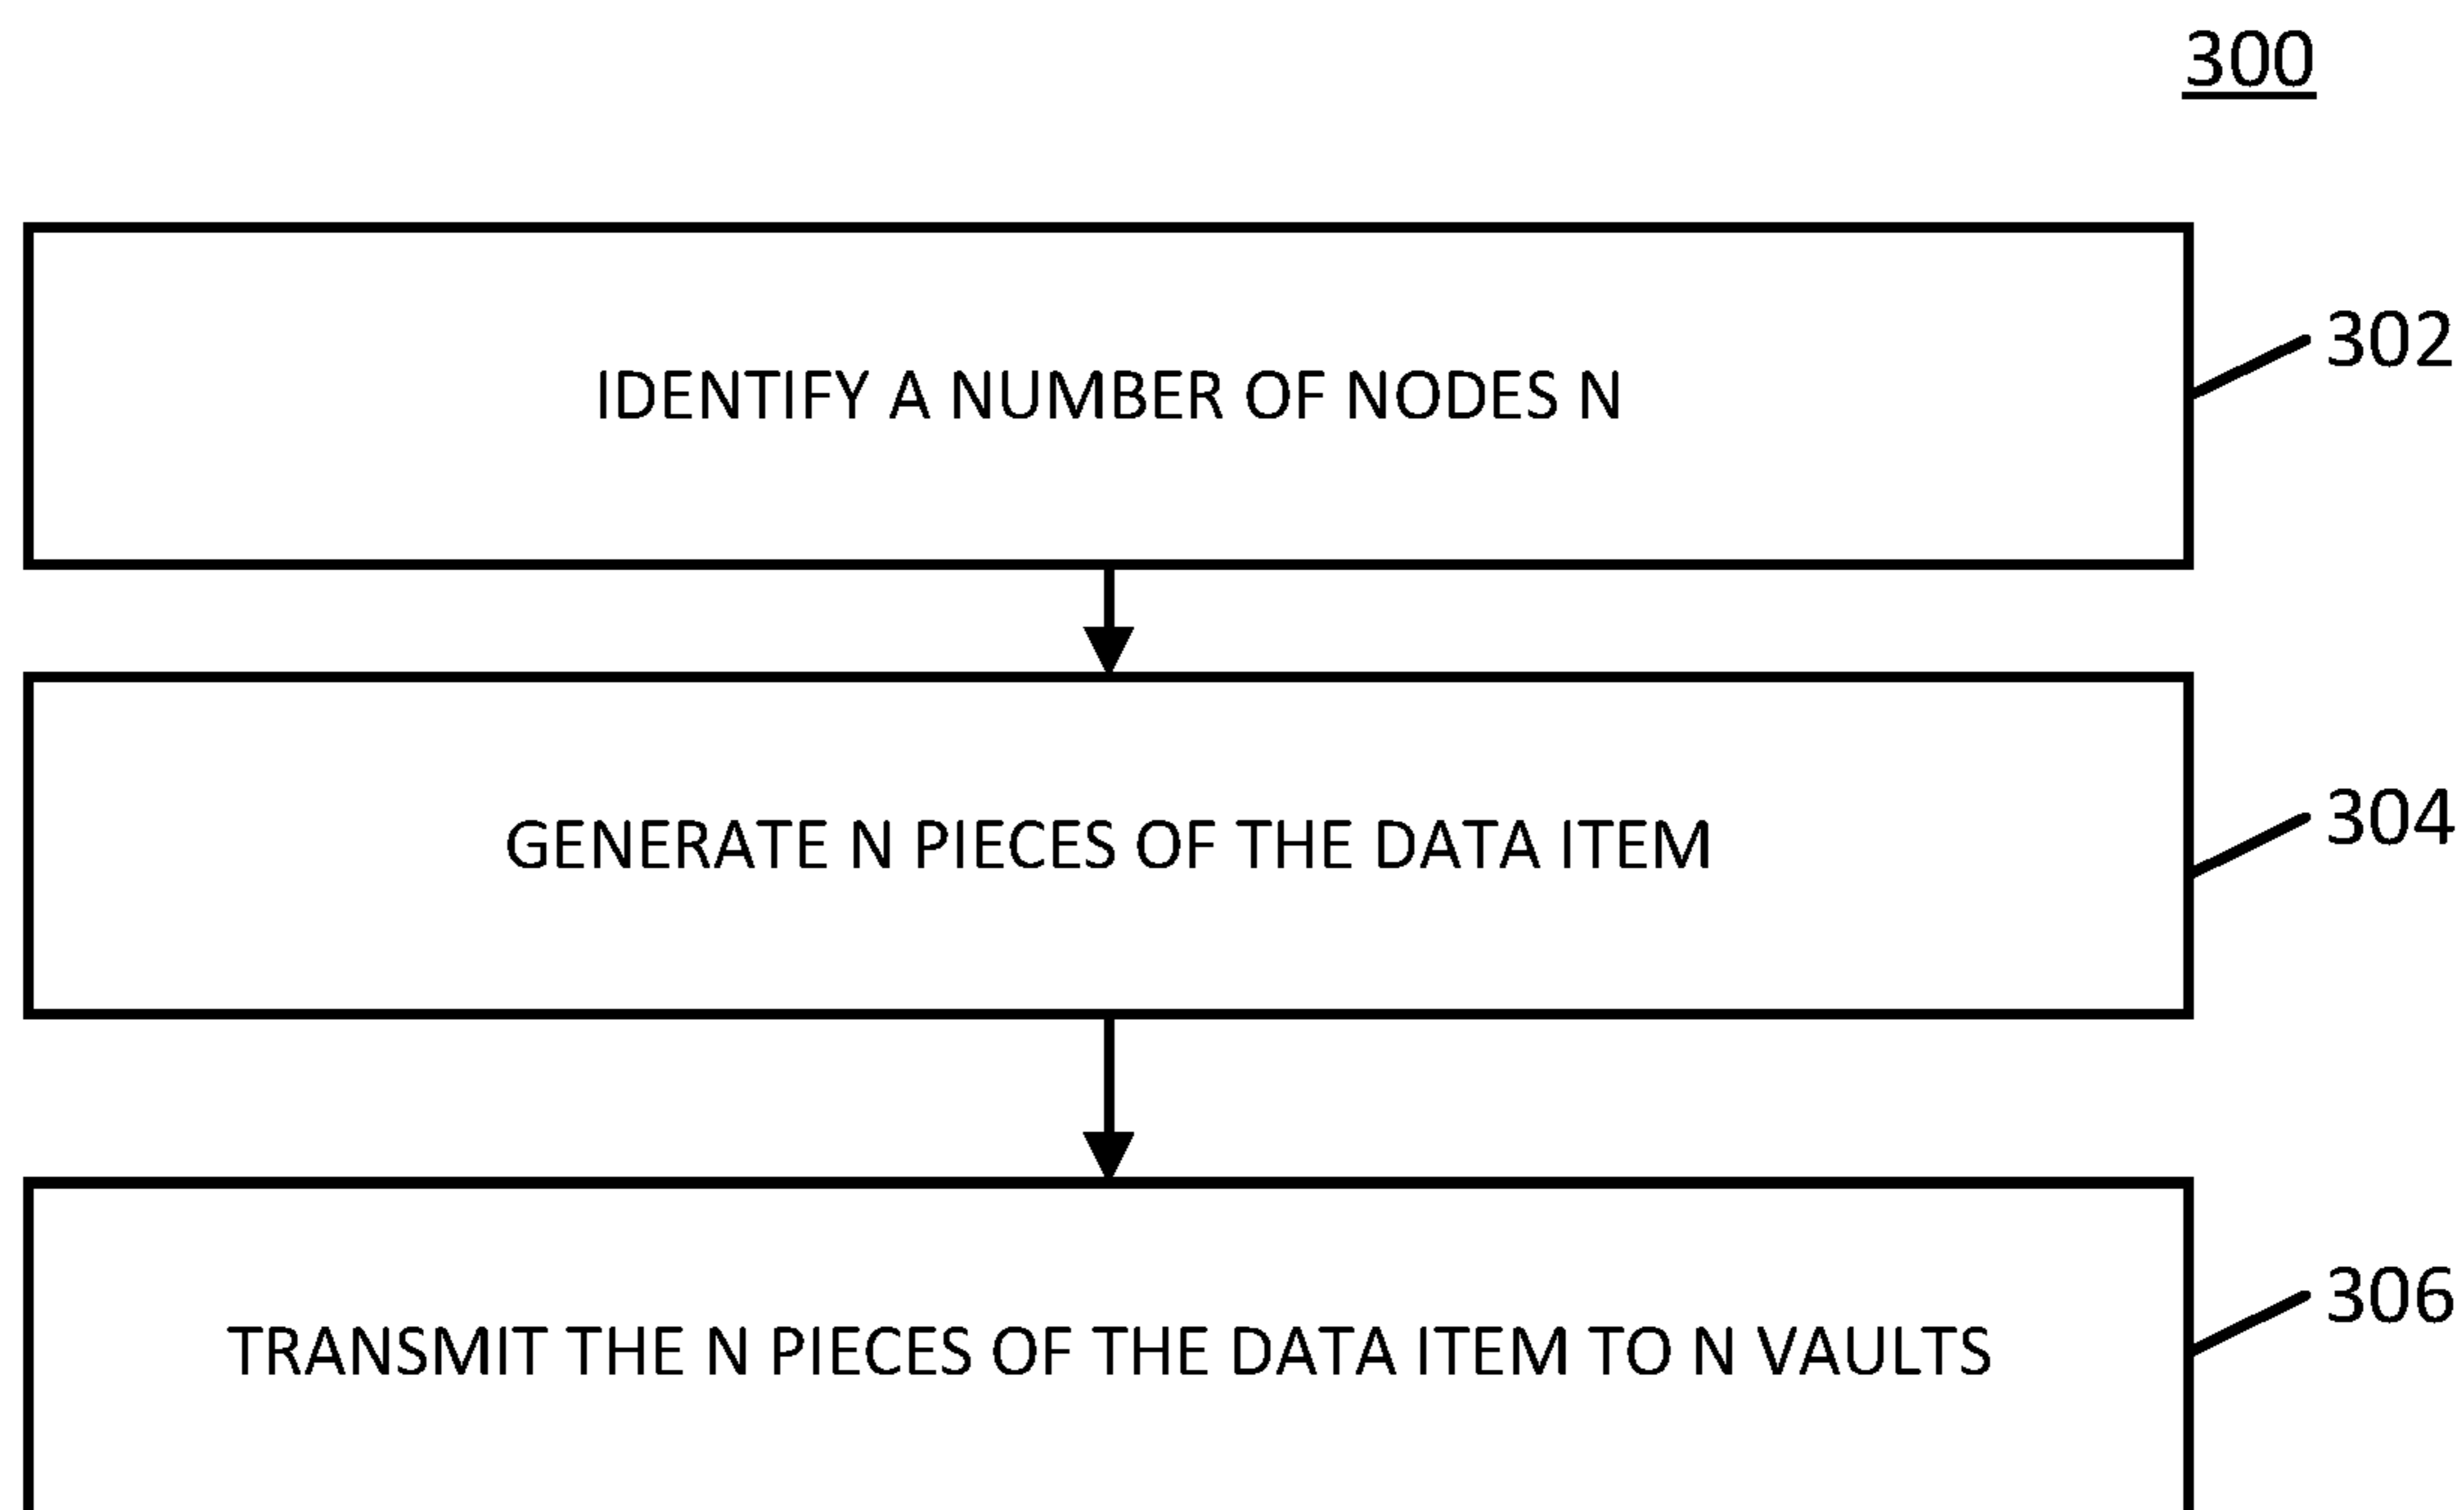 300
IDENTIFY A NUMBER OF NODES N
302
GENERATE N PIECES OF THE DATA ITEM
304
TRANSMIT THE N PIECES OF THE DATA ITEM TO N VAULTS
306